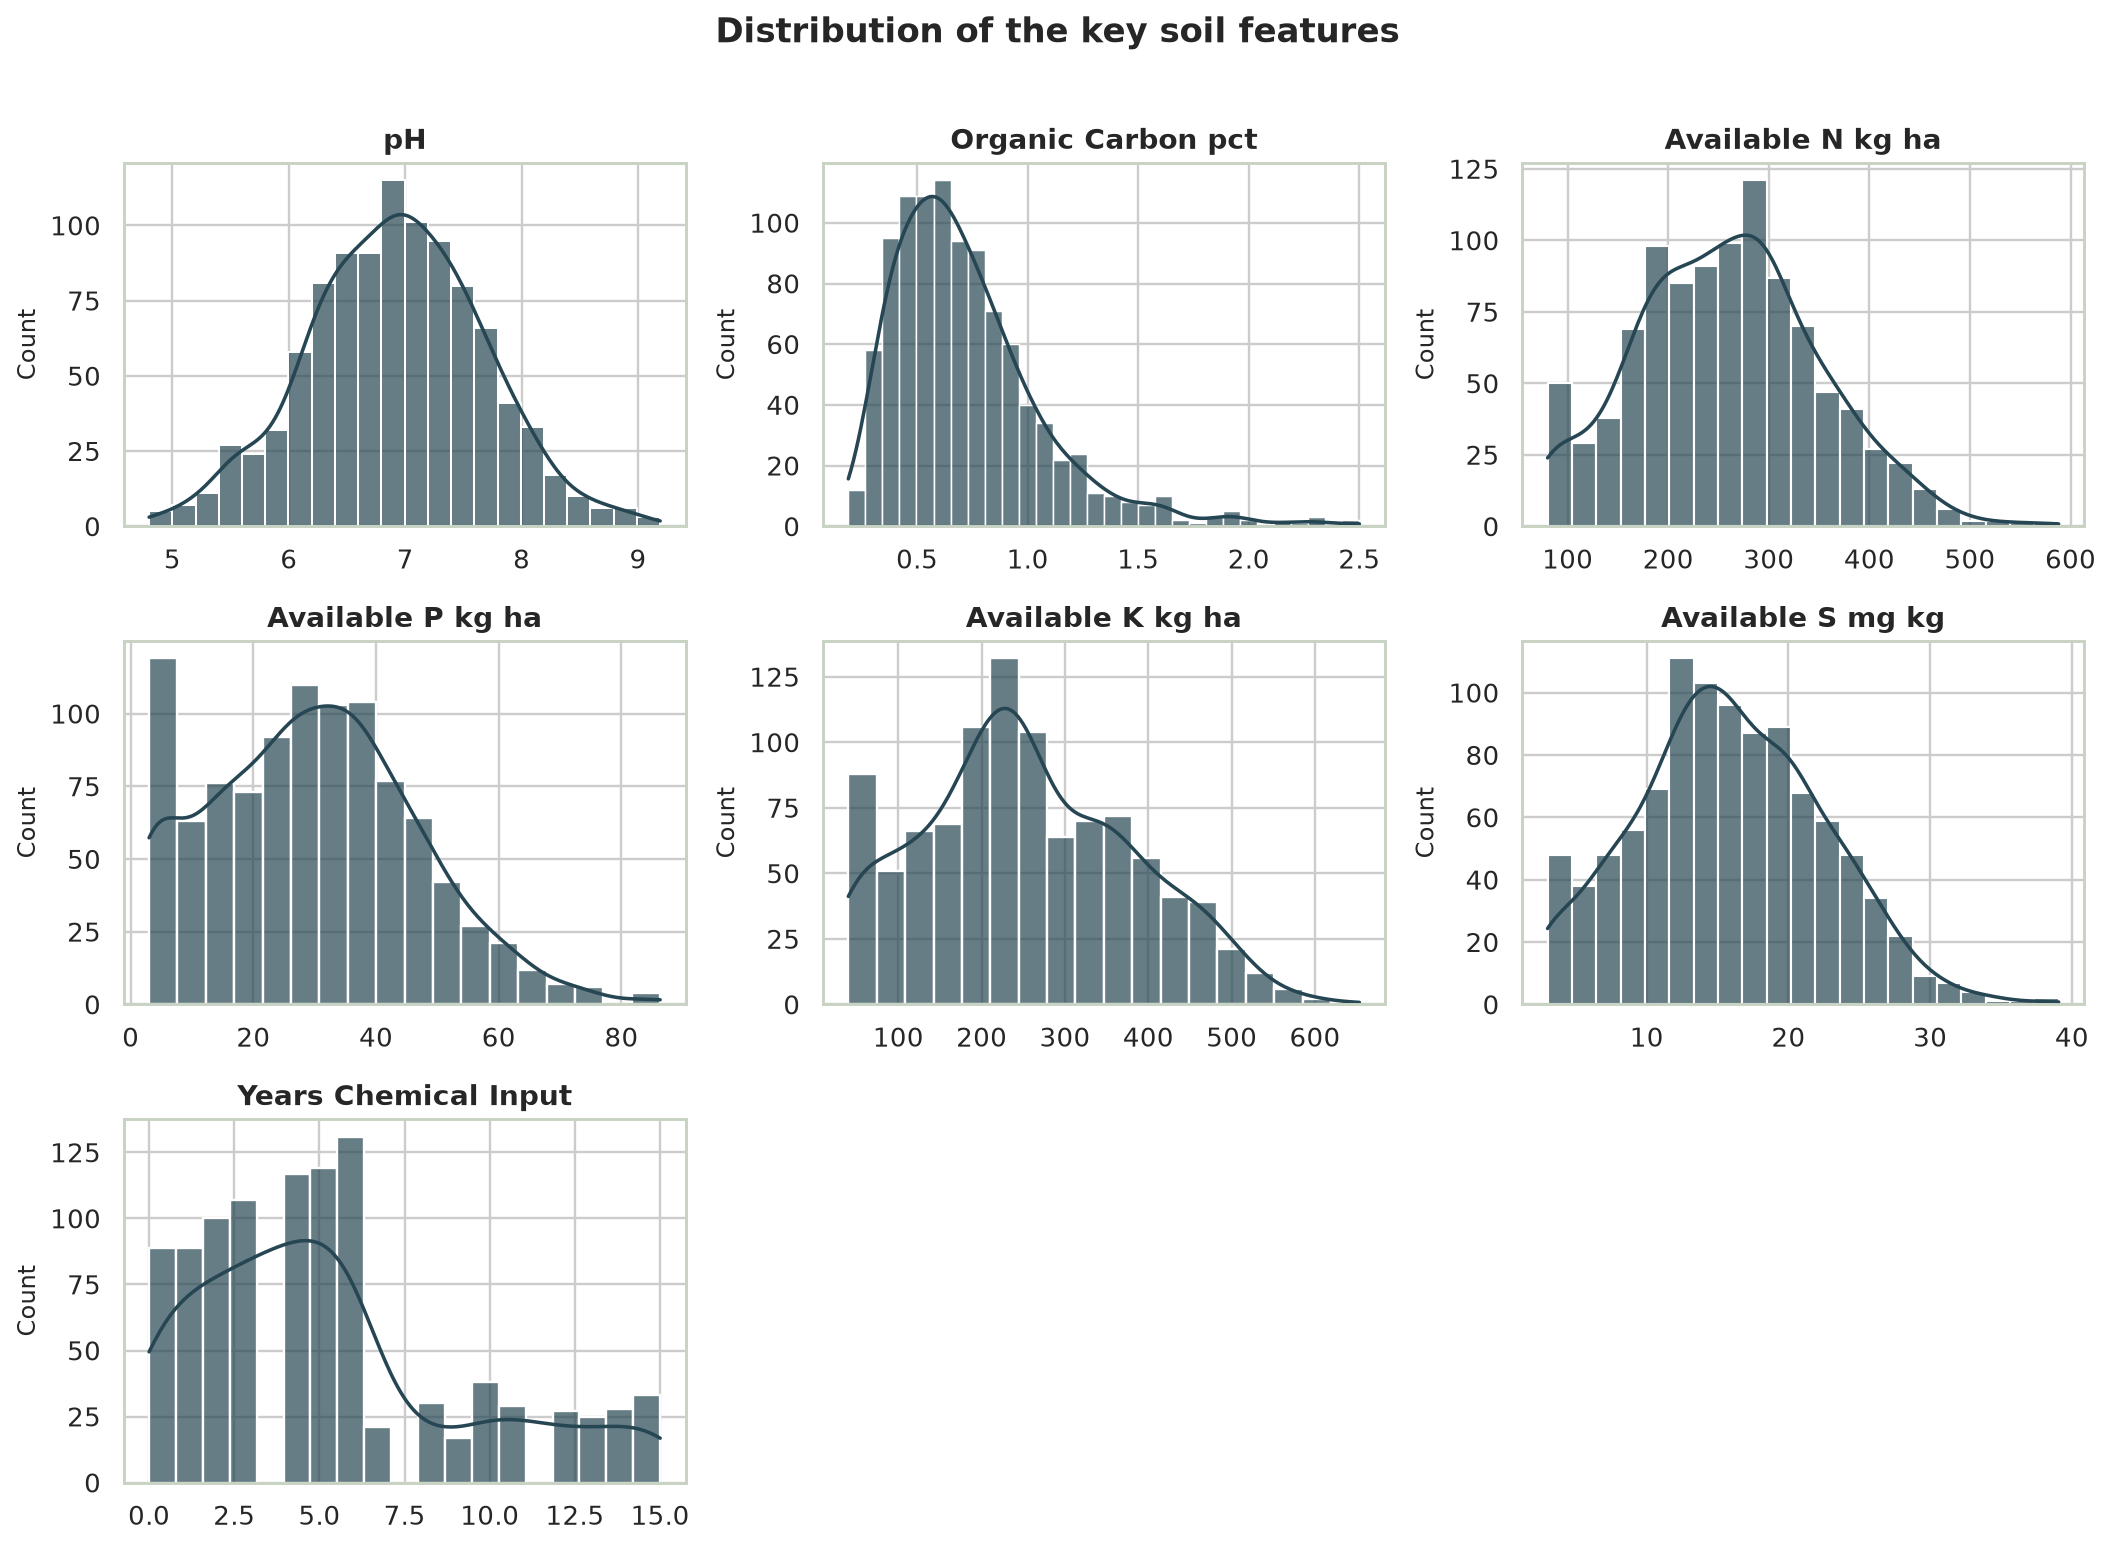 Distribution of the key soil features
pH
Count
100
75
50
25
0
5 6 7 8 9
Organic Carbon pct
Count
100
80
60
40
20
0
0.5 1.0 1.5 2.0 2.5
Available N kg ha
Count
125
100
75
50
25
0
100 200 300 400 500 600
Available P kg ha
Count
100
75
50
25
0
0 20 40 60 80
Available K kg ha
Count
125
100
75
50
25
0
100 200 300 400 500 600
Available S mg kg
Count
100
80
60
40
20
0
10 20 30 40
Years Chemical Input
Count
125
100
75
50
25
0
0.0 2.5 5.0 7.5 10.0 12.5 15.0